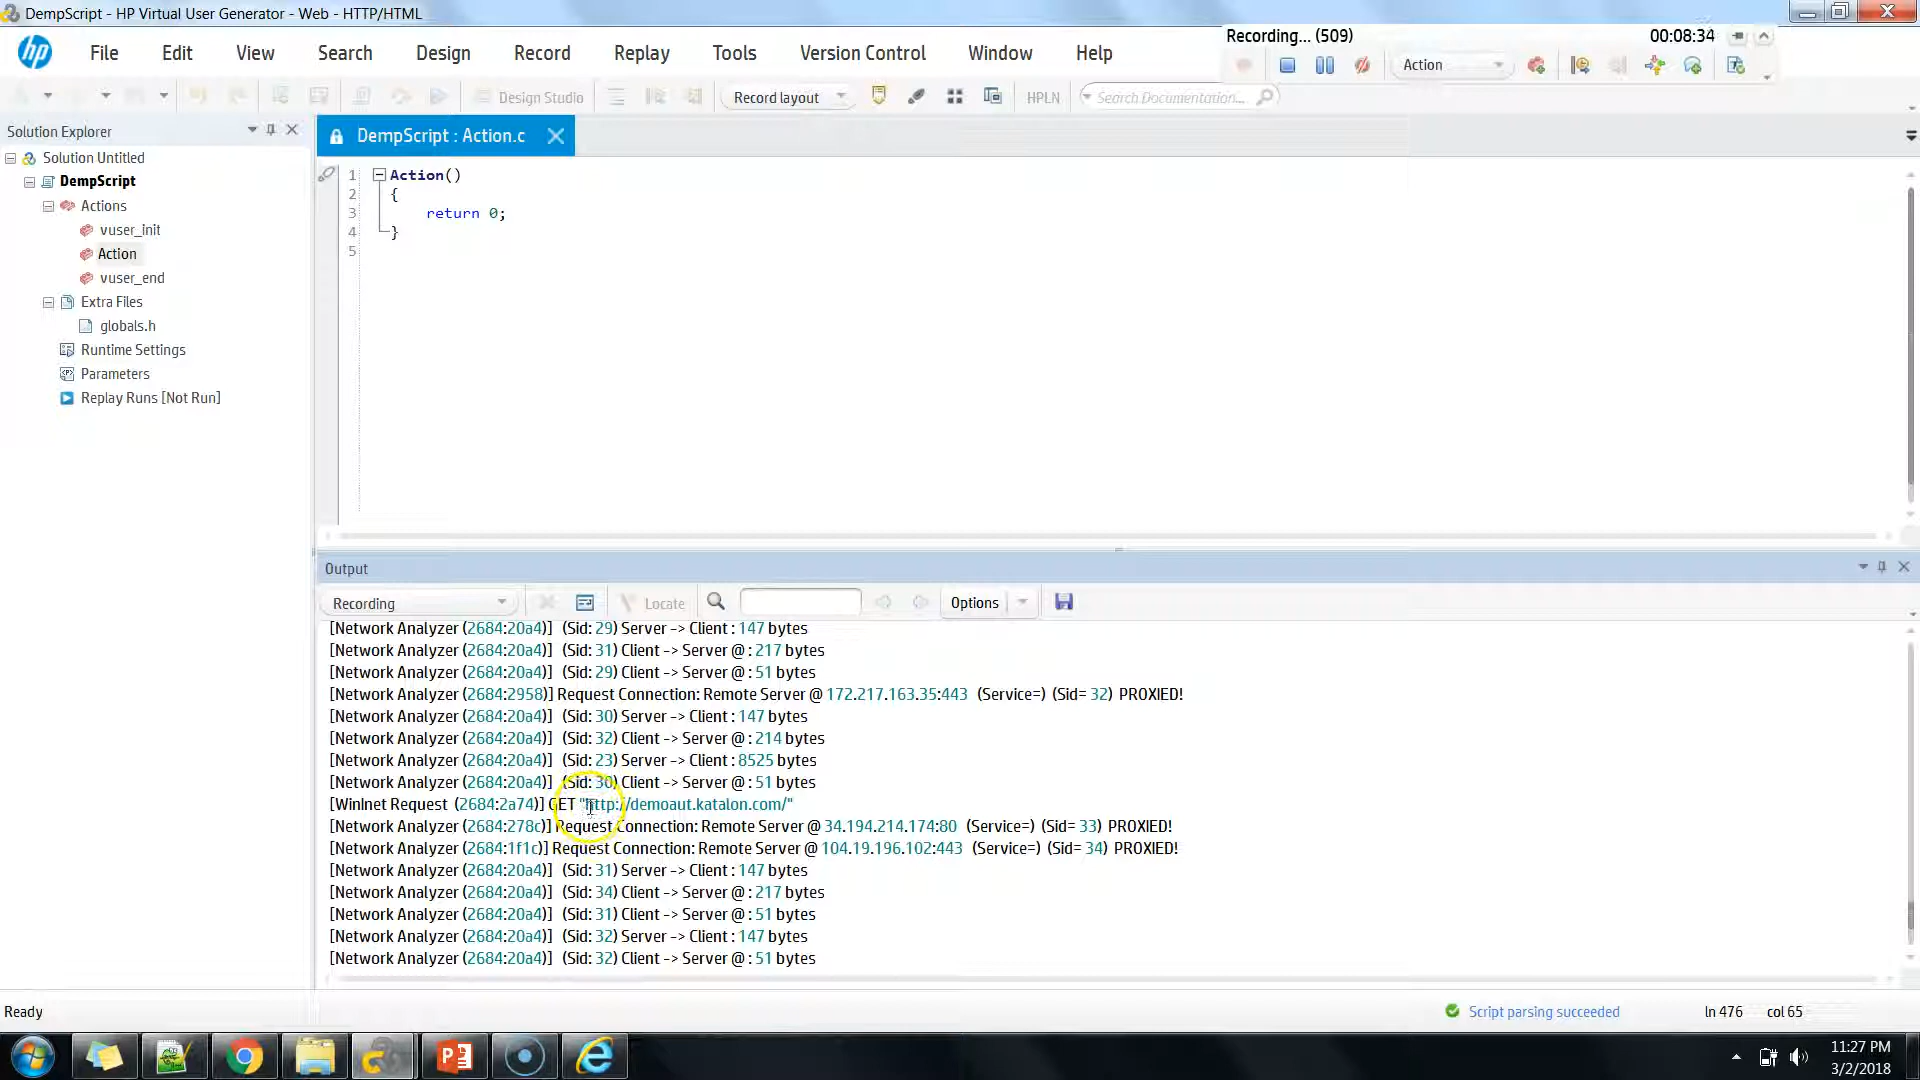 DempScript - HP Virtual User Generator - Web - HTTP/HTML
hp File Edit View Search Design Record Replay Tools Version Control Window Help
Recording... (509) 00:08:34
Action
Design Studio Record layout HPLN Search Documentation...
Solution Explorer
Solution Untitled
DempScript
Actions
vuser_init
Action
vuser_end
Extra Files
globals.h
Runtime Settings
Parameters
Replay Runs [Not Run]
DempScript : Action.c
1 Action()
2 {
3 return 0;
4 }
5
Output
Recording Locate Options
[Network Analyzer (2684:20a4)] (Sid: 29) Server -> Client : 147 bytes
[Network Analyzer (2684:20a4)] (Sid: 31) Client -> Server @ : 217 bytes
[Network Analyzer (2684:20a4)] (Sid: 29) Client -> Server @ : 51 bytes
[Network Analyzer (2684:2958)] Request Connection: Remote Server @ 172.217.163.35:443 (Service=) (Sid= 32) PROXIED!
[Network Analyzer (2684:20a4)] (Sid: 30) Server -> Client : 147 bytes
[Network Analyzer (2684:20a4)] (Sid: 32) Client -> Server @ : 214 bytes
[Network Analyzer (2684:20a4)] (Sid: 23) Server -> Client : 8525 bytes
[Network Analyzer (2684:20a4)] (Sid: 30) Client -> Server @ : 51 bytes
[WinInet Request (2684:2a74)] GET "http://demoaut.katalon.com/"
[Network Analyzer (2684:278c)] Request Connection: Remote Server @ 34.194.214.174:80 (Service=) (Sid= 33) PROXIED!
[Network Analyzer (2684:1f1c)] Request Connection: Remote Server @ 104.19.196.102:443 (Service=) (Sid= 34) PROXIED!
[Network Analyzer (2684:20a4)] (Sid: 31) Server -> Client : 147 bytes
[Network Analyzer (2684:20a4)] (Sid: 34) Client -> Server @ : 217 bytes
[Network Analyzer (2684:20a4)] (Sid: 31) Client -> Server @ : 51 bytes
[Network Analyzer (2684:20a4)] (Sid: 32) Server -> Client : 147 bytes
[Network Analyzer (2684:20a4)] (Sid: 32) Client -> Server @ : 51 bytes
Ready Script parsing succeeded ln 476 col 65
11:27 PM
3/2/2018